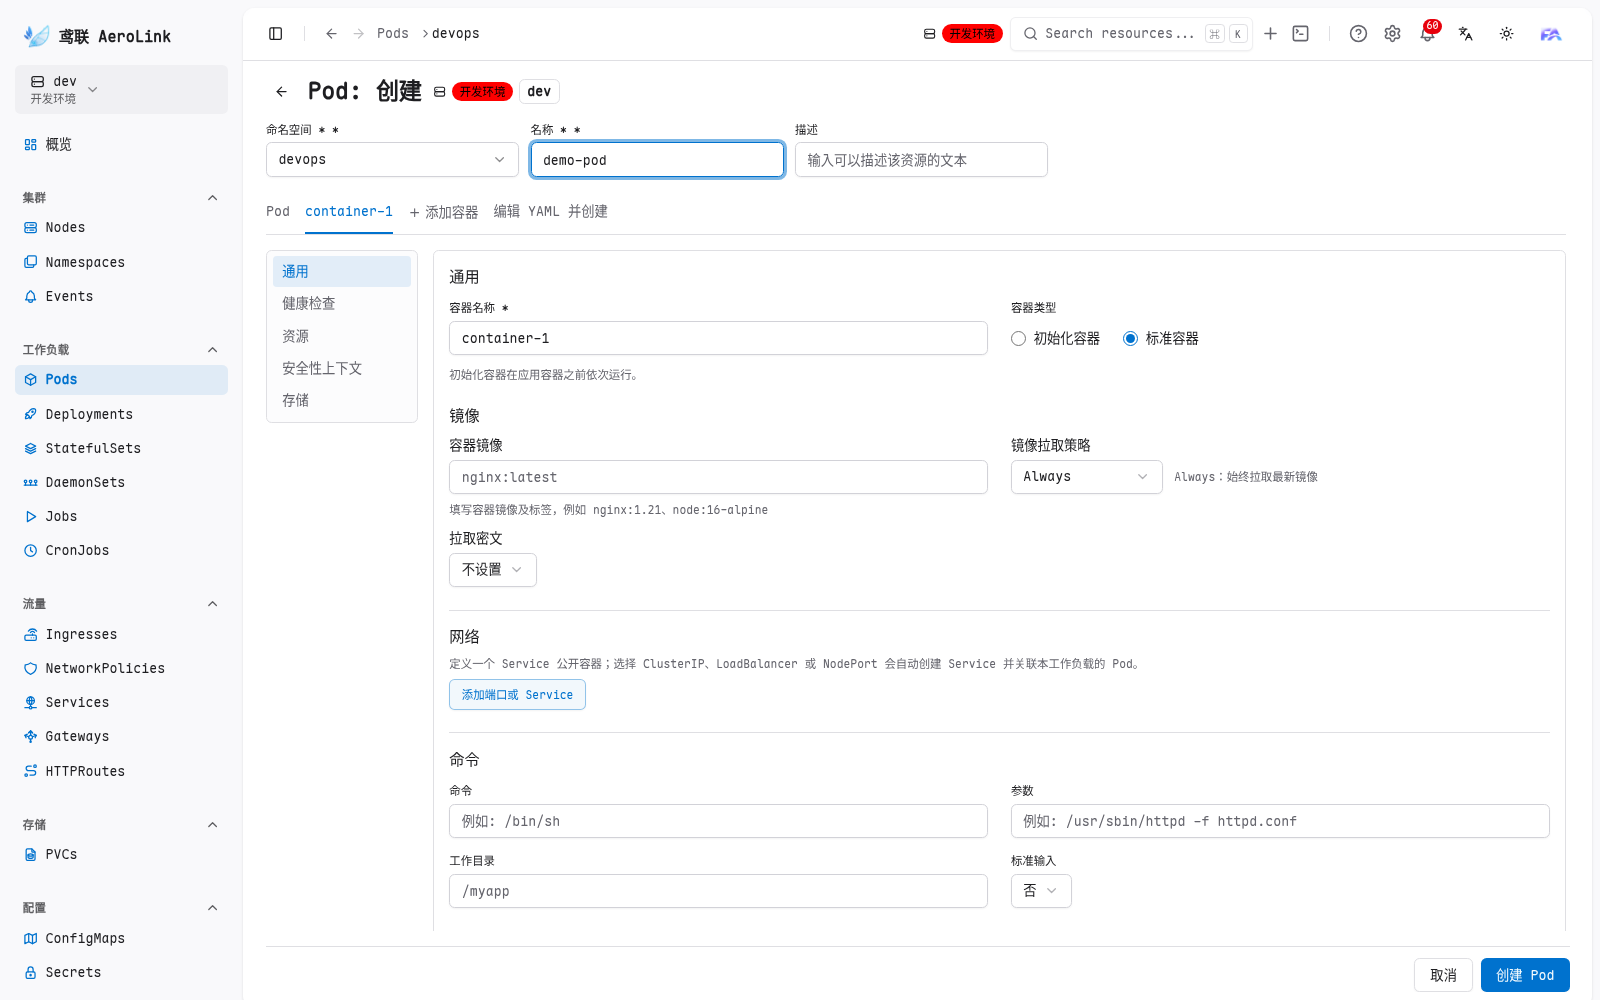 鸢联 AeroLink
dev
开发环境
概览
集群
Nodes
Namespaces
Events
工作负载
Pods
Deployments
StatefulSets
DaemonSets
Jobs
CronJobs
流量
Ingresses
NetworkPolicies
Services
Gateways
HTTPRoutes
存储
PVCs
配置
ConfigMaps
Secrets
Pods
devops
开发环境
Search resources...
⌘
K
60
Pod: 创建
开发环境
dev
命名空间 * *
名称 * *
描述
devops
demo-pod
输入可以描述该资源的文本
Pod
container-1
+ 添加容器
编辑 YAML 并创建
通用
健康检查
资源
安全性上下文
存储
通用
容器名称 *
容器类型
container-1
初始化容器
标准容器
初始化容器在应用容器之前依次运行。
镜像
容器镜像
镜像拉取策略
nginx:latest
Always
Always：始终拉取最新镜像
填写容器镜像及标签，例如 nginx:1.21、node:16-alpine
拉取密文
不设置
网络
定义一个 Service 公开容器；选择 ClusterIP、LoadBalancer 或 NodePort 会自动创建 Service 并关联本工作负载的 Pod。
添加端口或 Service
命令
命令
参数
例如: /bin/sh
例如: /usr/sbin/httpd -f httpd.conf
工作目录
标准输入
/myapp
否
取消
创建 Pod